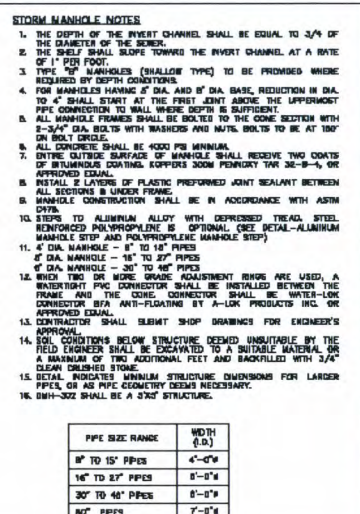 STORM MANHOLE NOTES
1. THE DEPTH OF THE INVERT CHANNEL SHALL BE EQUAL TO 3/4 OF
THE DIAMETER OF THE SEWER.
2. THE SHELF SHALL SLOPE TOWARD THE INVERT CHANNEL AT A RATE
OF 1" PER FOOT.
3. TYPE "B" MANHOLES (SHALLOW TYPE) TO BE PROVIDED WHERE
REQUIRED BY DEPTH CONDITIONS.
4. FOR MANHOLES HAVING 5' DIA. AND 6' DIA. BASE, REDUCTION IN DIA.
TO 4' SHALL START AT THE FIRST JOINT ABOVE THE UPPERMOST
PIPE CONNECTION TO WALL WHERE DEPTH IS SUFFICIENT.
5. ALL MANHOLE FRAMES SHALL BE BOLTED TO THE CONE SECTION WITH
2-3/4" DIA. BOLTS WITH WASHERS AND NUTS. BOLTS TO BE AT 180°
ON BOLT CIRCLE.
6. ALL CONCRETE SHALL BE 4000 PSI MINIMUM.
7. ENTIRE OUTSIDE SURFACE OF MANHOLE SHALL RECEIVE TWO COATS
OF BITUMINOUS COATING. KOPPERS 300M PENNOXY TAR OR
APPROVED EQUAL.
8. INSTALL 2 LAYERS OF PLASTIC PREFORMED JOINT SEALANT BETWEEN
ALL SECTIONS & UNDER FRAME.
9. MANHOLE CONSTRUCTION SHALL BE IN ACCORDANCE WITH ASTM
C478.
10. STEPS TO ALUMINUM ALLOY WITH DEPRESSED TREAD. STEEL
REINFORCED POLYPROPYLENE IS OPTIONAL (SEE DETAIL-ALUMINUM
MANHOLE STEP AND POLYPROPYLENE MANHOLE STEP)
11. 4' DIA. MANHOLE - 8" TO 18" PIPES
DIA. MANHOLE - TO 27" PIPES
6' DIA. MANHOLE - 30" TO 48" PIPES
12. WHEN TWO OR MORE GRADE ADJUSTMENT RINGS ARE USED, A
WATERTIGHT PVC CONNECTOR SHALL BE INSTALLED BETWEEN THE
FRAME AND THE CONE. CONNECTOR SHALL BE WATER-LOK
CONNECTOR BFA ANTI-FLOATING BY A-LOK PRODUCTS INC. OR
APPROVED EQUAL.
13. CONTRACTOR SHALL SUBMIT SHOP DRAWINGS FOR ENGINEER'S
APPROVAL.
14. SOIL CONDITIONS BELOW STRUCTURE DEEMED UNSUITABLE BY THE
FIELD ENGINEER SHALL BE EXCAVATED TO A SUITABLE MATERIAL OR
A MAXIMUM OF TWO ADDITIONAL FEET AND BACKFILLED WITH 3/4"
CLEAN CRUSHED STONE.
15. DETAIL INDICATES MINIMUM STRUCTURE DIMENSIONS FOR LARGER
PIPES, OR AS PIPE GEOMETRY DEEMS NECESSARY.
16. SHALL BE A STRUCTURE.
PIPE SIZE RANGE WIDTH
(I.D.)
8" TO 15" PIPES 4'-0"ø
TO 27" PIPES
30" TO 48" PIPES
PIPES 7'-0"ø